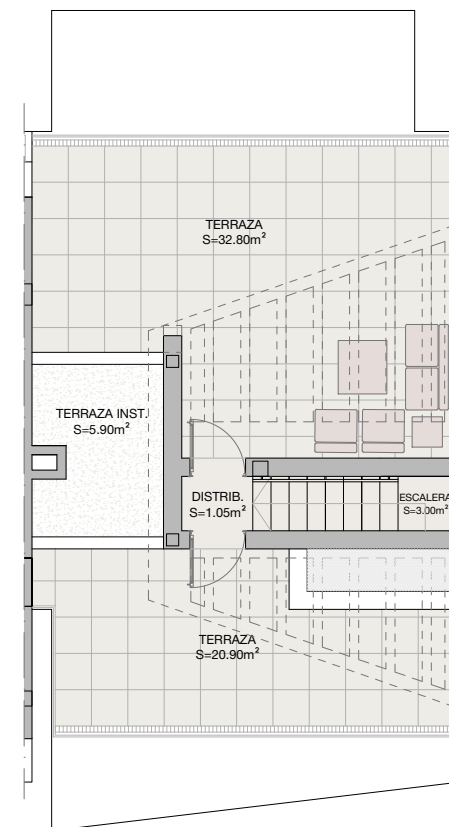 TERRAZA
S=32.80m²
TERRAZA INST.
S=5.90m²
DISTRIB.
S=1.05m²
ESCALERA
S=3.00m²
TERRAZA
S=20.90m²